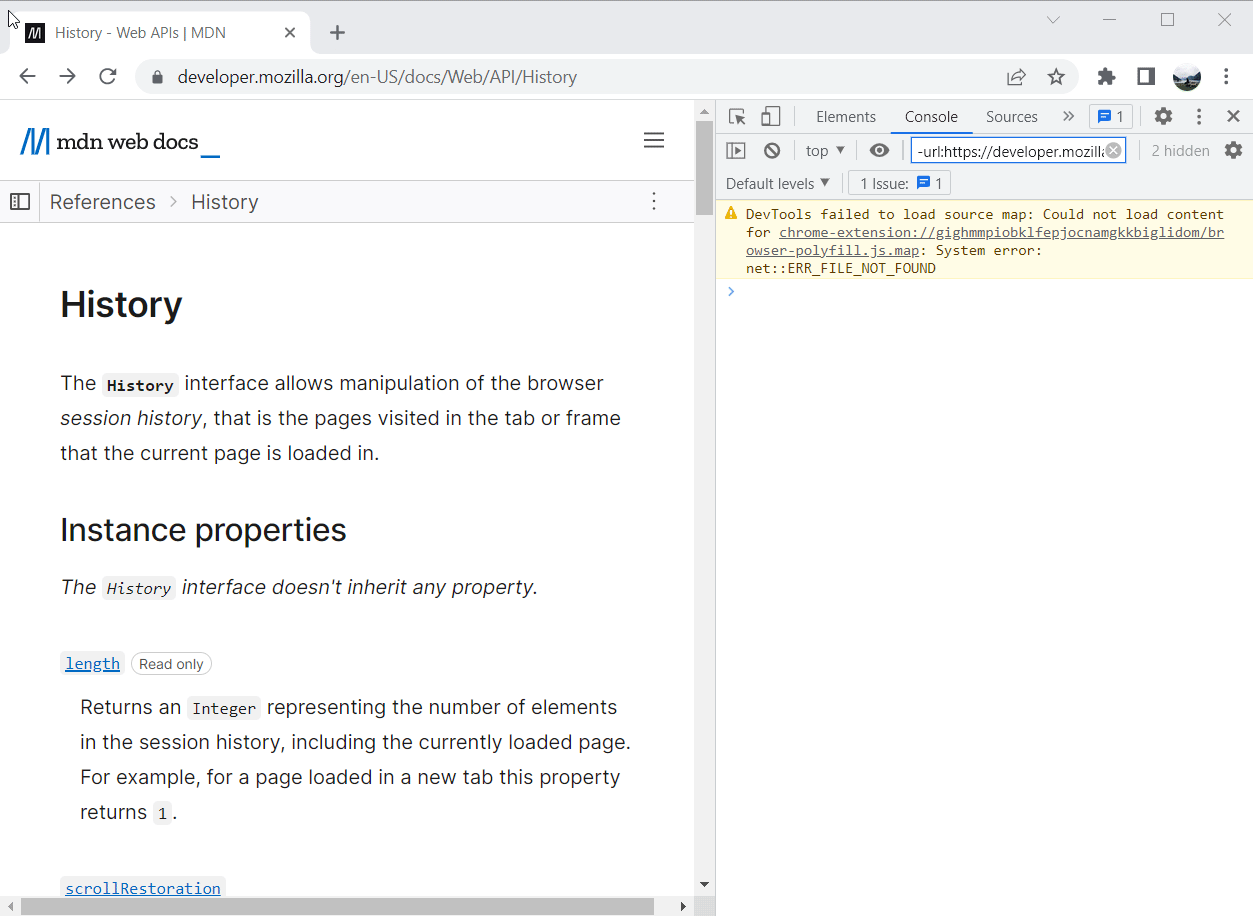 History - Web APIs | MDN
developer.mozilla.org/en-US/docs/Web/API/History
mdn web docs
References
History
History
The History interface allows manipulation of the browser
session history, that is the pages visited in the tab or frame
that the current page is loaded in.
Instance properties
The History interface doesn't inherit any property.
length Read only
Returns an Integer representing the number of elements
in the session history, including the currently loaded page.
For example, for a page loaded in a new tab this property
returns 1.
scrollRestoration
Elements Console Sources » 1
top -url:https://developer.mozill 2 hidden
Default levels 1 Issue: 1
DevTools failed to load source map: Could not load content
for chrome-extension://gighmmpiobklfepjocnamgkkbiglidom/br
owser-polyfill.js.map: System error:
net::ERR_FILE_NOT_FOUND